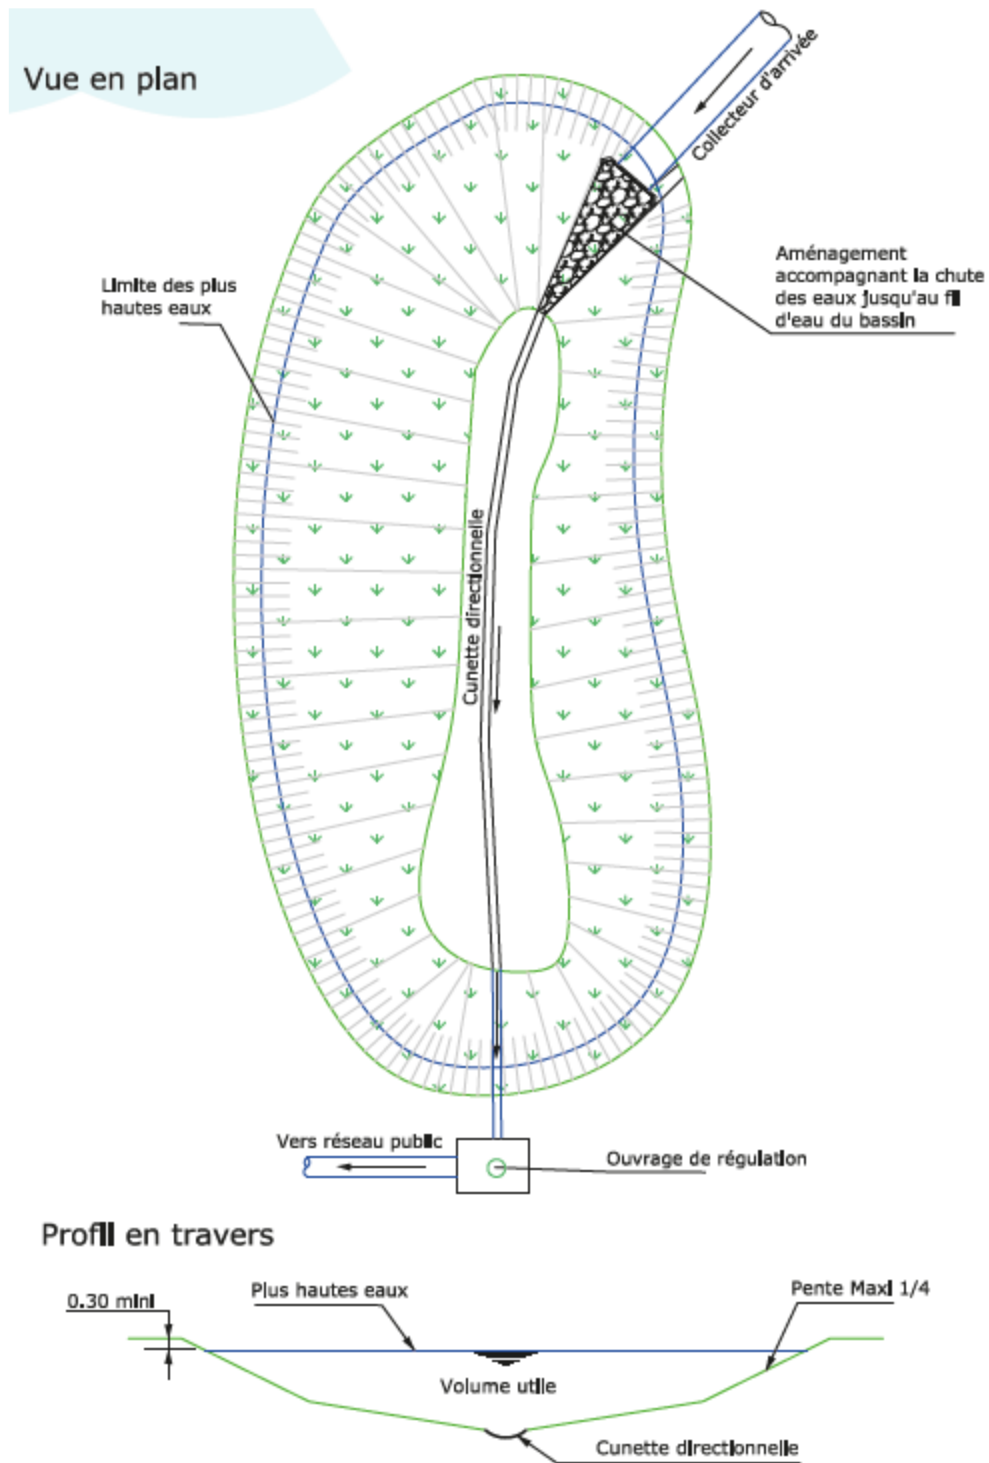 Vue en plan
Collecteur d'arrivée
Aménagement
accompagnant la chute
des eaux jusqu'au fil
d'eau du bassin
Limite des plus
hautes eaux
Cunette directionnelle
Vers réseau public
Ouvrage de régulation
Profil en travers
Plus hautes eaux
Pente Maxi 1/4
0.30 mini
Volume utile
Cunette directionnelle